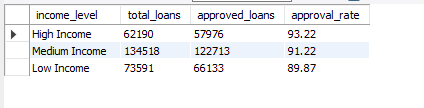 income_level total_loans approved_loans approval_rate
High Income 62190 57976 93.22
Medium Income 134518 122713 91.22
Low Income 73591 66133 89.87